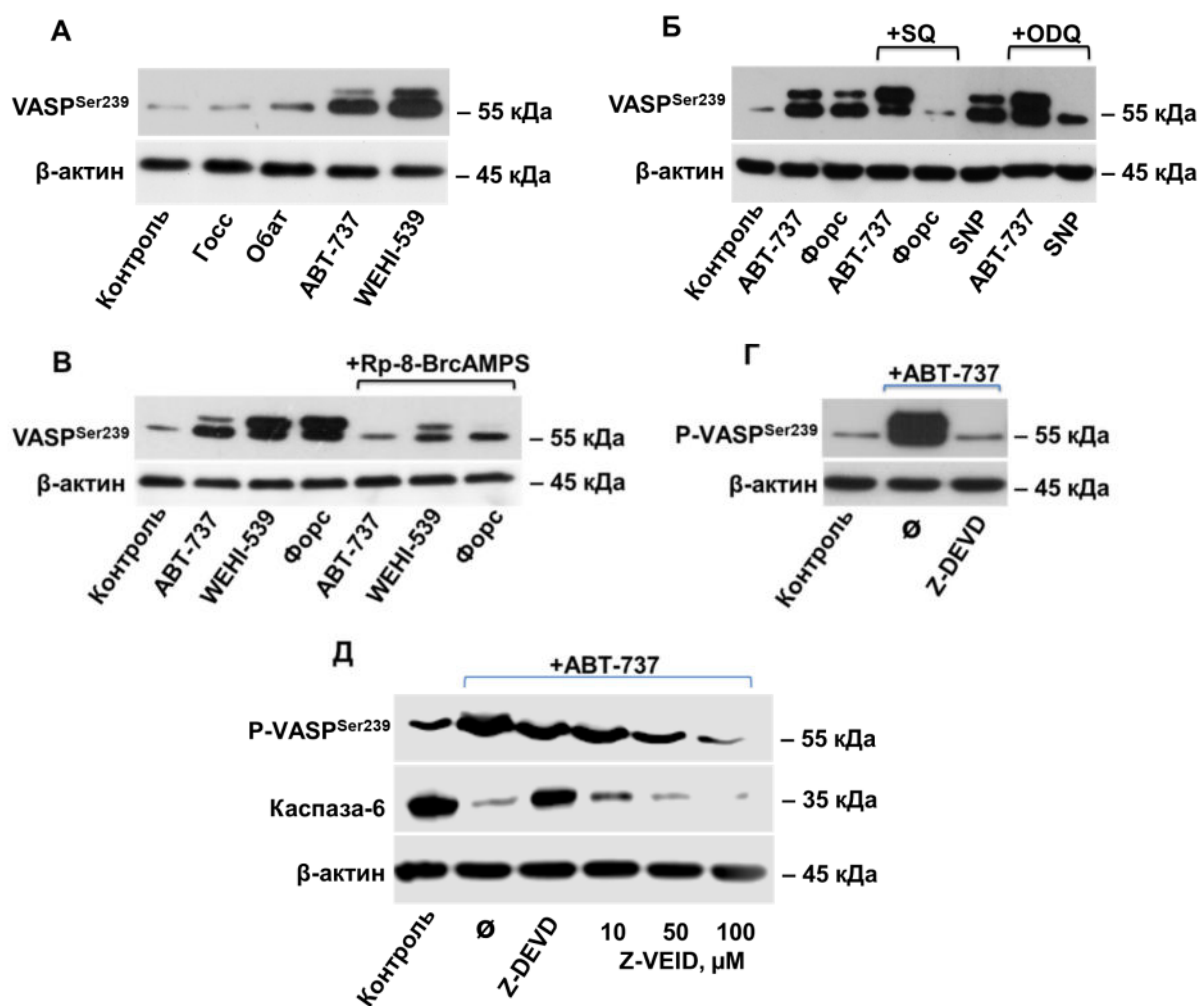 А
VASPSer239
– 55 кДа
β-актин
– 45 кДа
Контроль
Госс
Обат
ABT-737
WEHI-539
Б
+SQ
+ODQ
VASPSer239
– 55 кДа
β-актин
– 45 кДа
Контроль
ABT-737
Форс
ABT-737
Форс
SNP
ABT-737
SNP
В
+Rp-8-BrcAMPS
VASPSer239
– 55 кДа
β-актин
– 45 кДа
Контроль
ABT-737
WEHI-539
Форс
ABT-737
WEHI-539
Форс
Г
+ABT-737
P-VASPSer239
– 55 кДа
β-актин
– 45 кДа
Контроль
Ø
Z-DEVD
Д
+ABT-737
P-VASPSer239
– 55 кДа
Каспаза-6
– 35 кДа
β-актин
– 45 кДа
Контроль
Ø
Z-DEVD
10 50 100
Z-VEID, µM